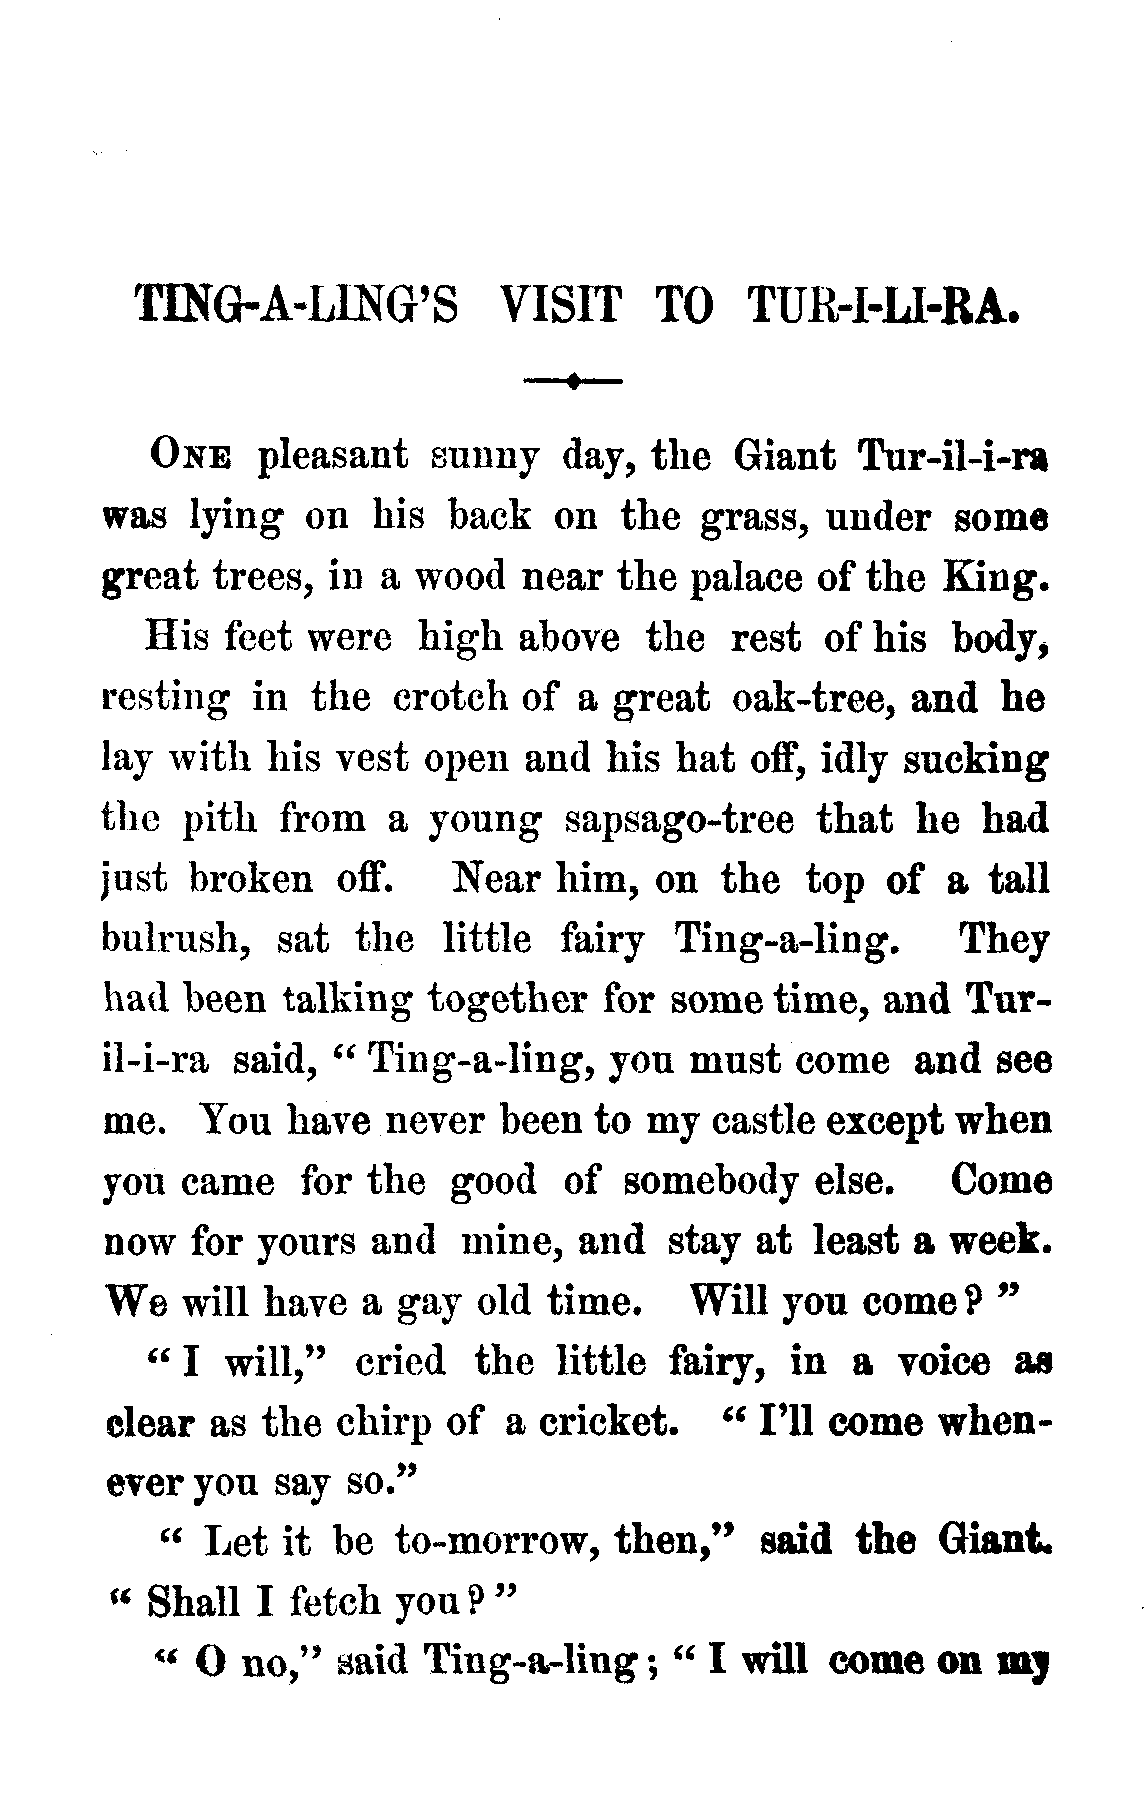 TING-A-LING'S VISIT TO TUR-I-LI-RA.
ONE pleasant sunny day, the Giant Tur-il-i-ra
was lying on his back on the grass, under some
great trees, in a wood near the palace of the King.
His feet were high above the rest of his body,
resting in the crotch of a great oak-tree, and he
lay with his vest open and his hat off, idly sucking
the pith from a young sapsago-tree that he had
just broken off. Near him, on the top of a tall
bulrush, sat the little fairy Ting-a-ling. They
had been talking together for some time, and Tur-
il-i-ra said, “ Ting-a-ling, you must come and see
me. You have never been to my castle except when
you came for the good of somebody else. Come
now for yours and mine, and stay at least a week.
We will have a gay old time. Will you come? ”
“ I will,” cried the little fairy, in a voice as
clear as the chirp of a cricket. “ I'll come when-
ever you say so.”
“ Let it be to-morrow, then,” said the Giant.
“ Shall I fetch you? ”
“ O no,” said Ting-a-ling; “ I will come on my